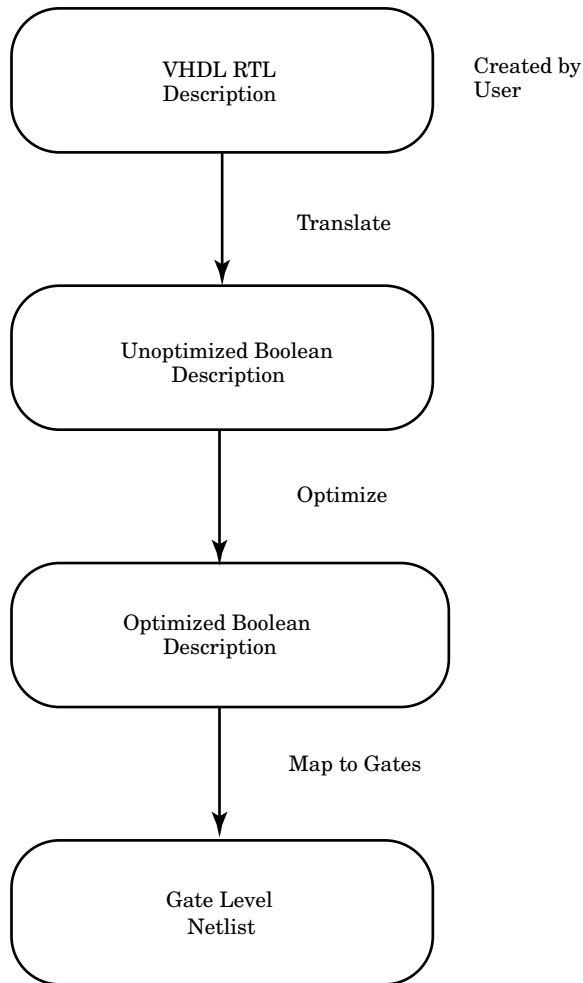 VHDL RTL
Description
Created by
User
Translate
Unoptimized Boolean
Description
Optimize
Optimized Boolean
Description
Map to Gates
Gate Level
Netlist